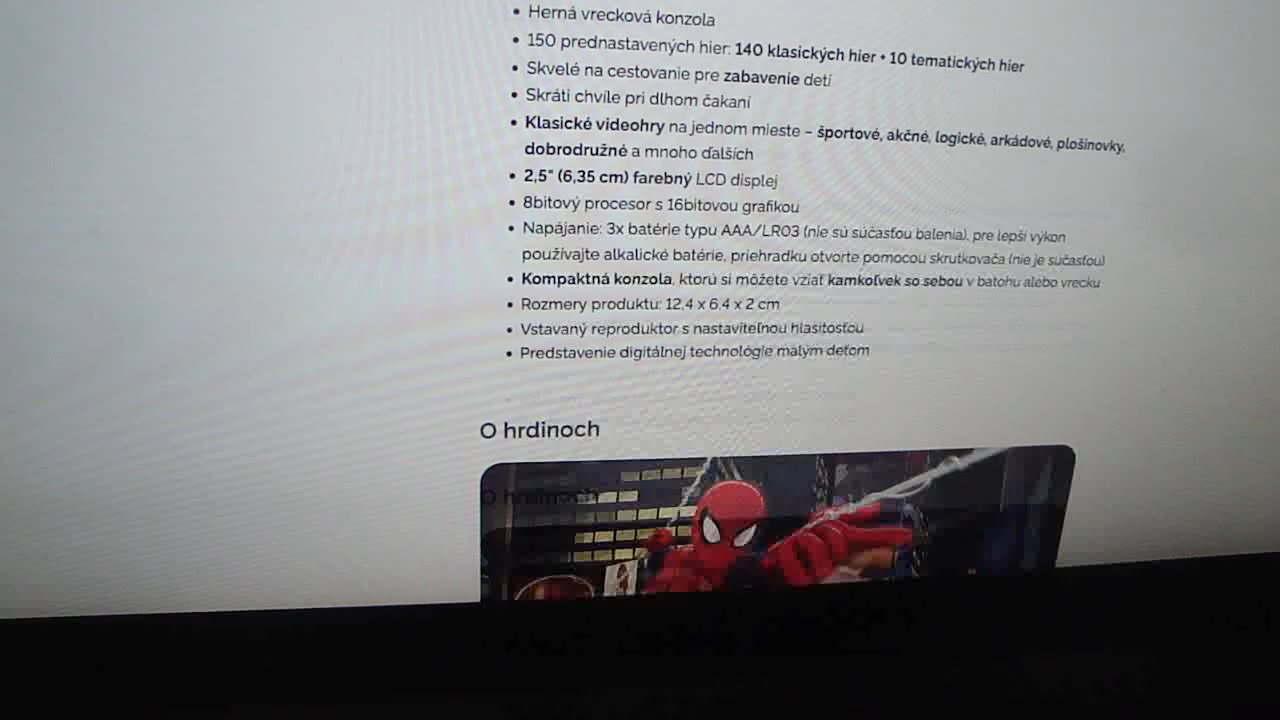 • Herná vrecková konzola
• 150 prednastavených hier: 140 klasických hier + 10 tematických hier
• Skvelé na cestovanie pre zabavenie detí
• Skráti chvíle pri dlhom čakaní
• Klasické videohry na jednom mieste – športové, akčné, logické, arkádové, plošinovky,
dobrodružné a mnoho ďalších
• 2,5" (6,35 cm) farebný LCD displej
• 8bitový procesor s 16bitovou grafikou
• Napájanie: 3x batérie typu AAA/LR03 (nie sú súčasťou balenia), pre lepší výkon
používajte alkalické batérie, priehradku otvorte pomocou skrutkovača (nie je súčasťou)
• Kompaktná konzola, ktorú si môžete vziať kamkoľvek so sebou v batohu alebo vrecku
• Rozmery produktu: 12,4 x 6,4 x 2 cm
• Vstavaný reproduktor s nastaviteľnou hlasitosťou
• Predstavenie digitálnej technológie malým deťom
O hrdinoch
O hrdinoch